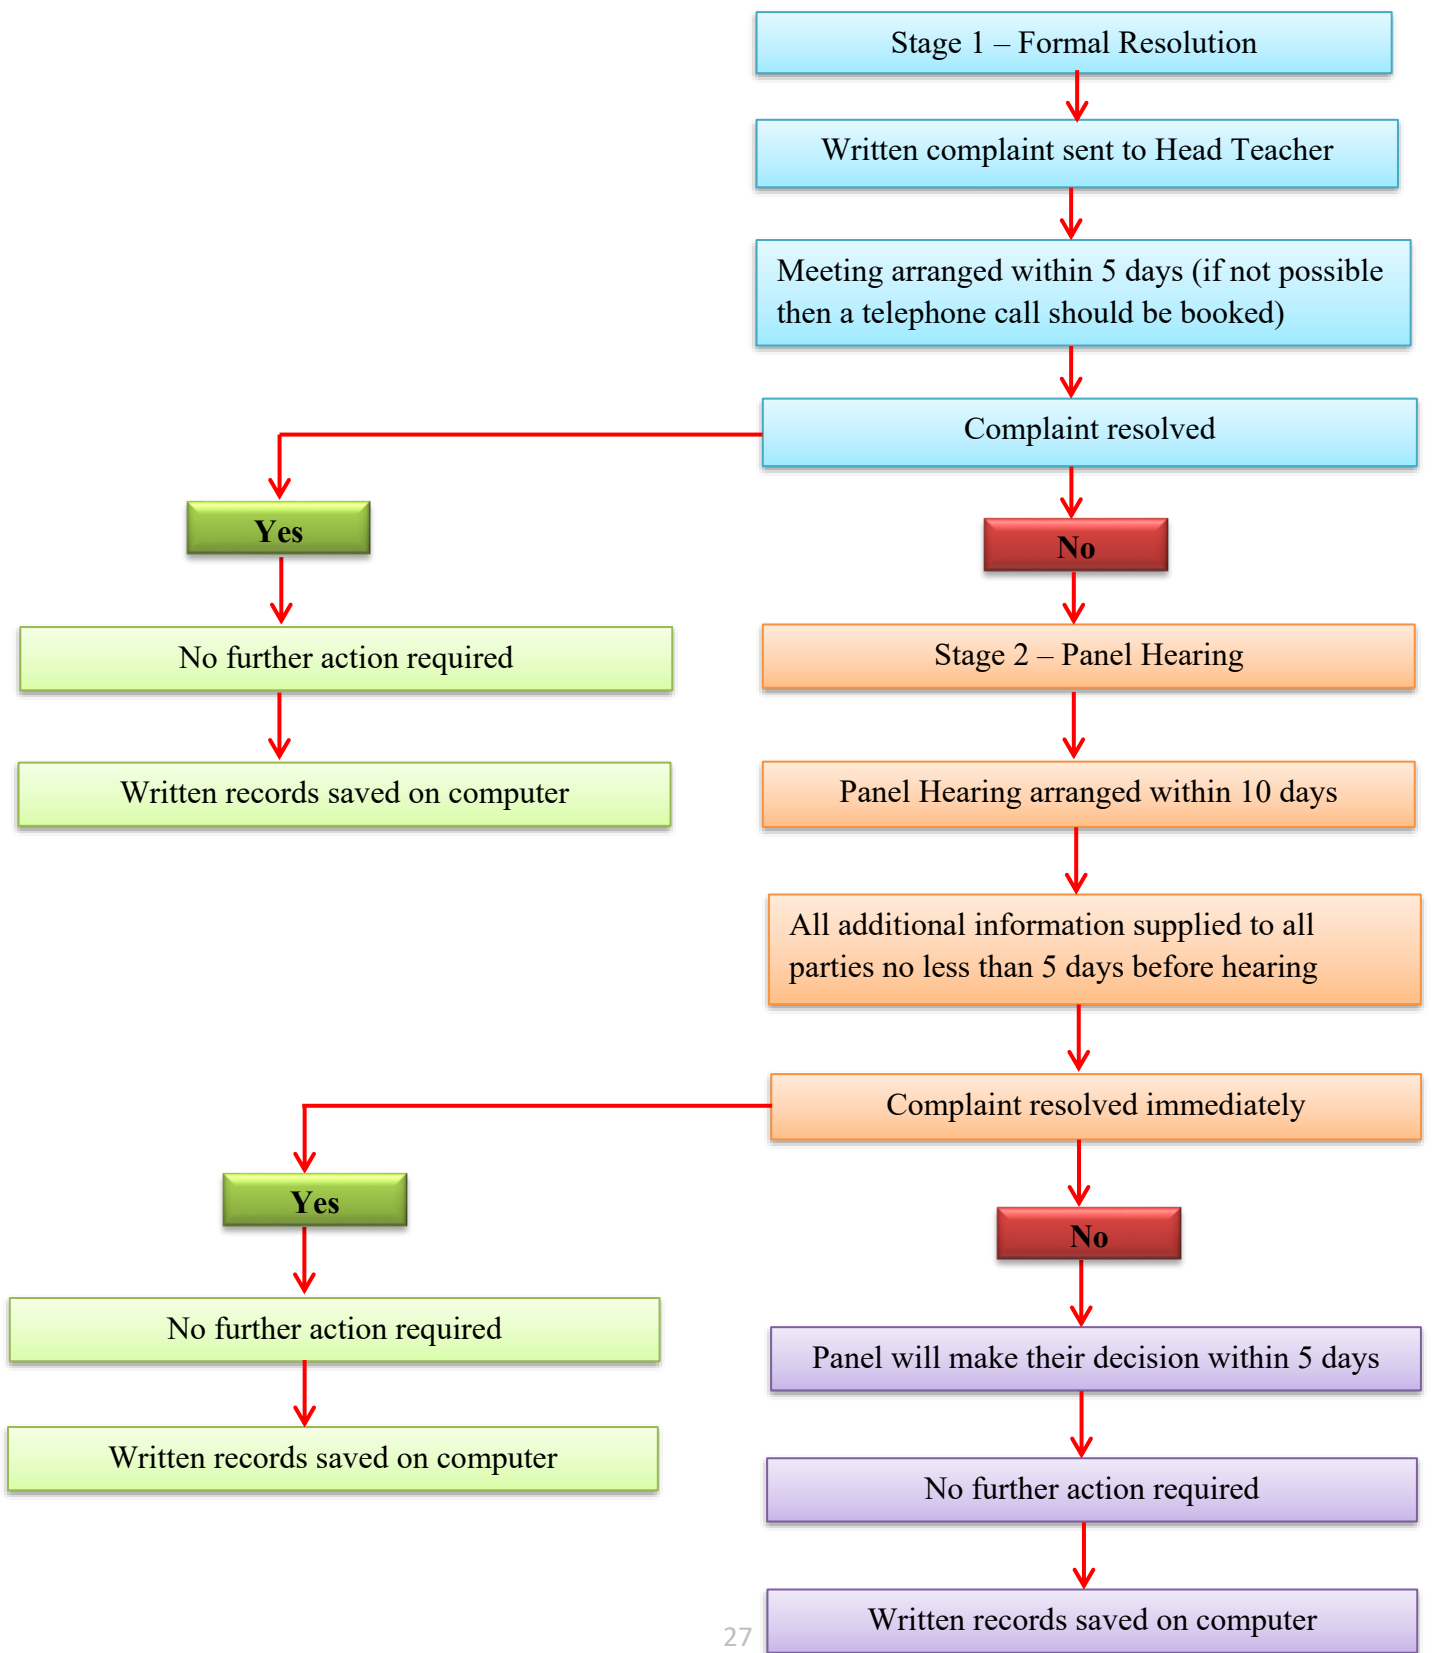 Stage 1 – Formal Resolution
Written complaint sent to Head Teacher
Meeting arranged within 5 days (if not possible
then a telephone call should be booked)
Complaint resolved
Yes
No
No further action required
Stage 2 – Panel Hearing
Written records saved on computer
Panel Hearing arranged within 10 days
All additional information supplied to all
parties no less than 5 days before hearing
Complaint resolved immediately
Yes
No
No further action required
Panel will make their decision within 5 days
Written records saved on computer
No further action required
Written records saved on computer
27